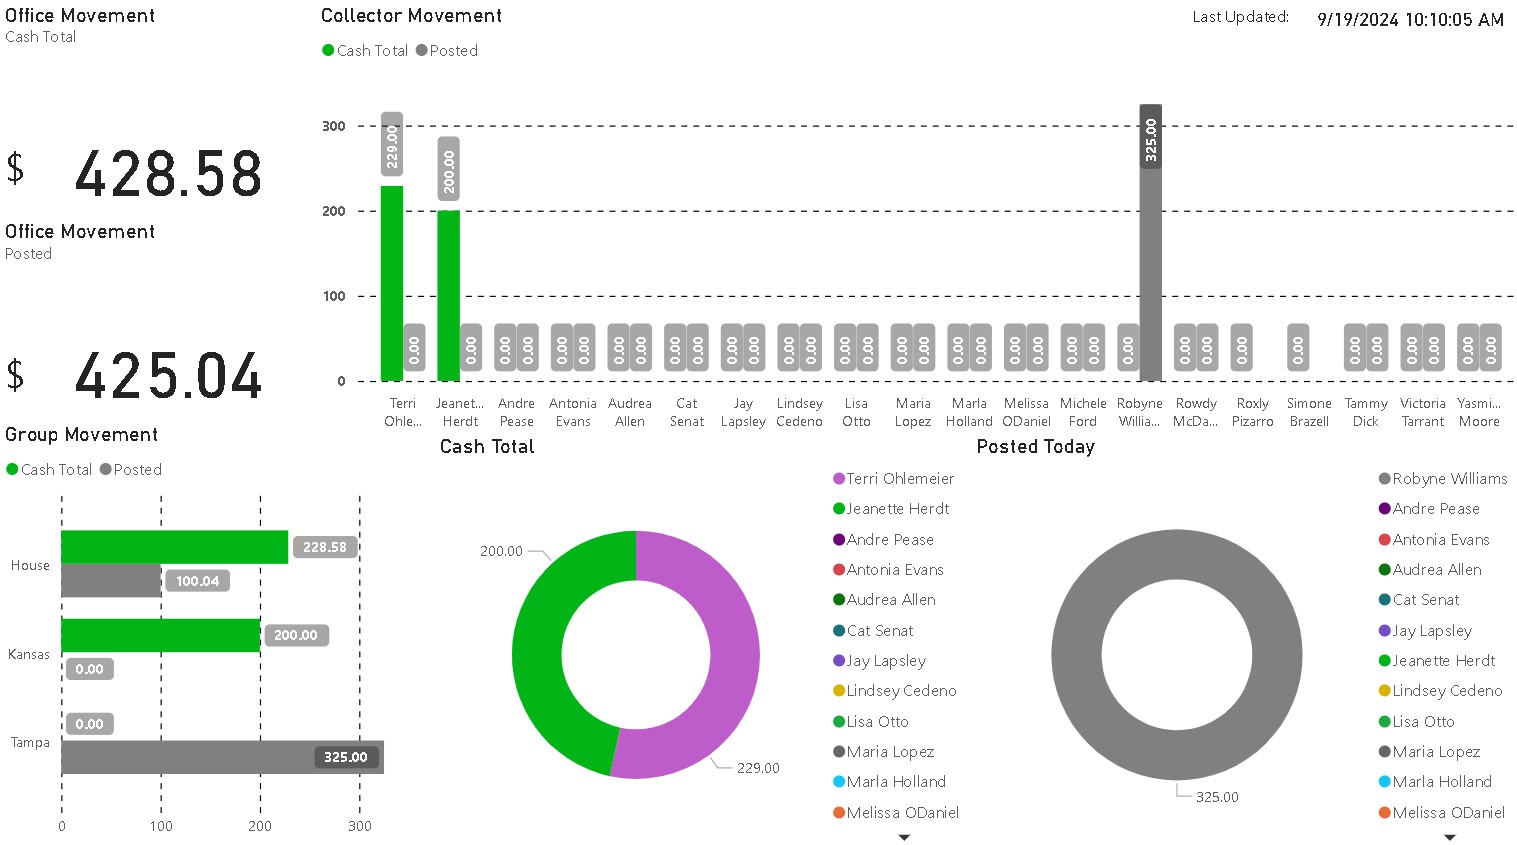 Office Movement
Cash Total
$ 428.58
Office Movement
Posted
$ 425.04
Collector Movement
Cash Total Posted
Last Updated: 9/19/2024 10:10:05 AM
300
200
100
0
229.00 0.00 200.00 0.00 0.00 0.00 0.00 0.00 0.00 0.00 0.00 0.00 0.00 0.00 0.00 0.00 0.00 0.00 0.00 0.00 0.00 0.00 0.00 0.00 0.00 0.00 0.00 325.00 0.00 0.00 0.00 0.00 0.00 0.00 0.00 0.00 0.00 0.00
Terri Ohle...
Jeanet... Herdt
Andre Pease
Antonia Evans
Audrea Allen
Cat Senat
Jay Lapsley
Lindsey Cedeno
Lisa Otto
Maria Lopez
Marla Holland
Melissa ODaniel
Michele Ford
Robyne Willia...
Rowdy McDa...
Roxly Pizarro
Simone Brazell
Tammy Dick
Victoria Tarrant
Yasmi... Moore
Group Movement
Cash Total Posted
House
228.58
100.04
Kansas
200.00
0.00
Tampa
0.00
325.00
0 100 200 300
Cash Total
200.00
229.00
Terri Ohlemeier
Jeanette Herdt
Andre Pease
Antonia Evans
Audrea Allen
Cat Senat
Jay Lapsley
Lindsey Cedeno
Lisa Otto
Maria Lopez
Marla Holland
Melissa ODaniel
Posted Today
325.00
Robyne Williams
Andre Pease
Antonia Evans
Audrea Allen
Cat Senat
Jay Lapsley
Jeanette Herdt
Lindsey Cedeno
Lisa Otto
Maria Lopez
Marla Holland
Melissa ODaniel